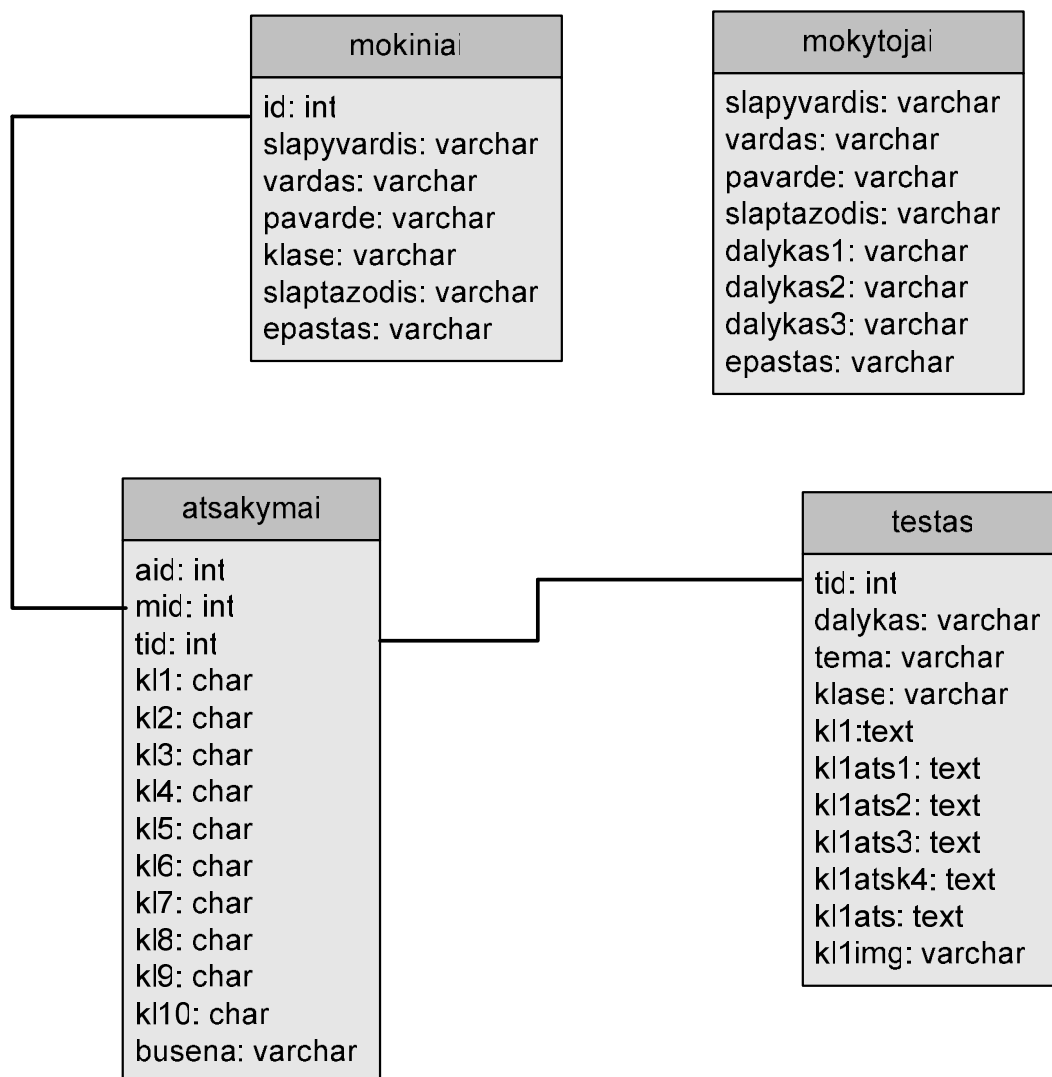 mokiniai
id: int
slapyvardis: varchar
vardas: varchar
pavarde: varchar
klase: varchar
slaptazodis: varchar
epastas: varchar
mokytojai
slapyvardis: varchar
vardas: varchar
pavarde: varchar
slaptazodis: varchar
dalykas1: varchar
dalykas2: varchar
dalykas3: varchar
epastas: varchar
atsakymai
aid: int
mid: int
tid: int
kl1: char
kl2: char
kl3: char
kl4: char
kl5: char
kl6: char
kl7: char
kl8: char
kl9: char
kl10: char
busena: varchar
testas
tid: int
dalykas: varchar
tema: varchar
klase: varchar
kl1:text
kl1ats1: text
kl1ats2: text
kl1ats3: text
kl1atsk4: text
kl1ats: text
kl1img: varchar